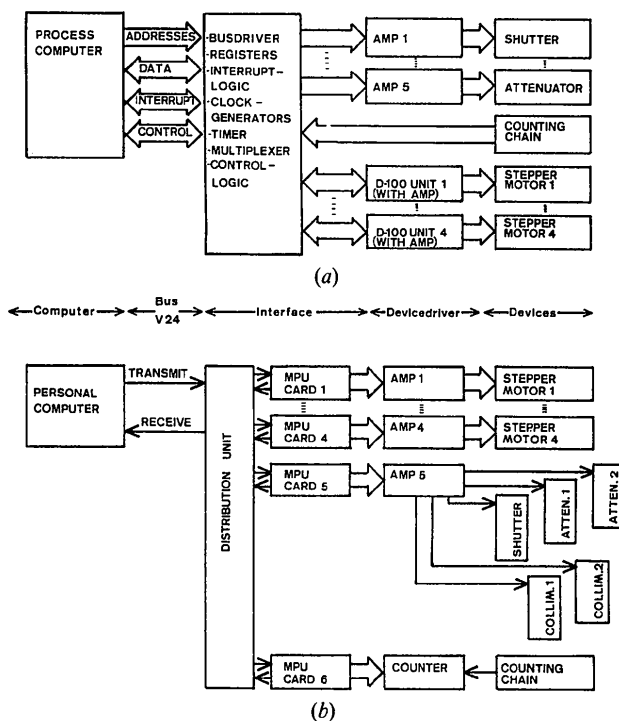 PROCESS
COMPUTER
ADDRESSES
DATA
INTERRUPT
CONTROL
-BUSDRIVER
-REGISTERS
-INTERRUPT-
LOGIC
-CLOCK-
GENERATORS
-TIMER
-MULTIPLEXER
-CONTROL-
LOGIC
AMP 1
SHUTTER
AMP 5
ATTENUATOR
COUNTING
CHAIN
D-100 UNIT 1
(WITH AMP)
STEPPER
MOTOR 1
D-100 UNIT 4
(WITH AMP)
STEPPER
MOTOR 4
(a)
Computer
Bus
V24
Interface
Devicedriver
Devices
PERSONAL
COMPUTER
TRANSMIT
RECEIVE
DISTRIBUTION UNIT
MPU
CARD 1
AMP 1
STEPPER
MOTOR 1
MPU
CARD 4
AMP 4
STEPPER
MOTOR 4
MPU
CARD 5
AMP 5
SHUTTER
ATTEN.1
ATTEN.2
COLLIM.1
COLLIM.2
MPU
CARD 6
COUNTER
COUNTING
CHAIN
(b)